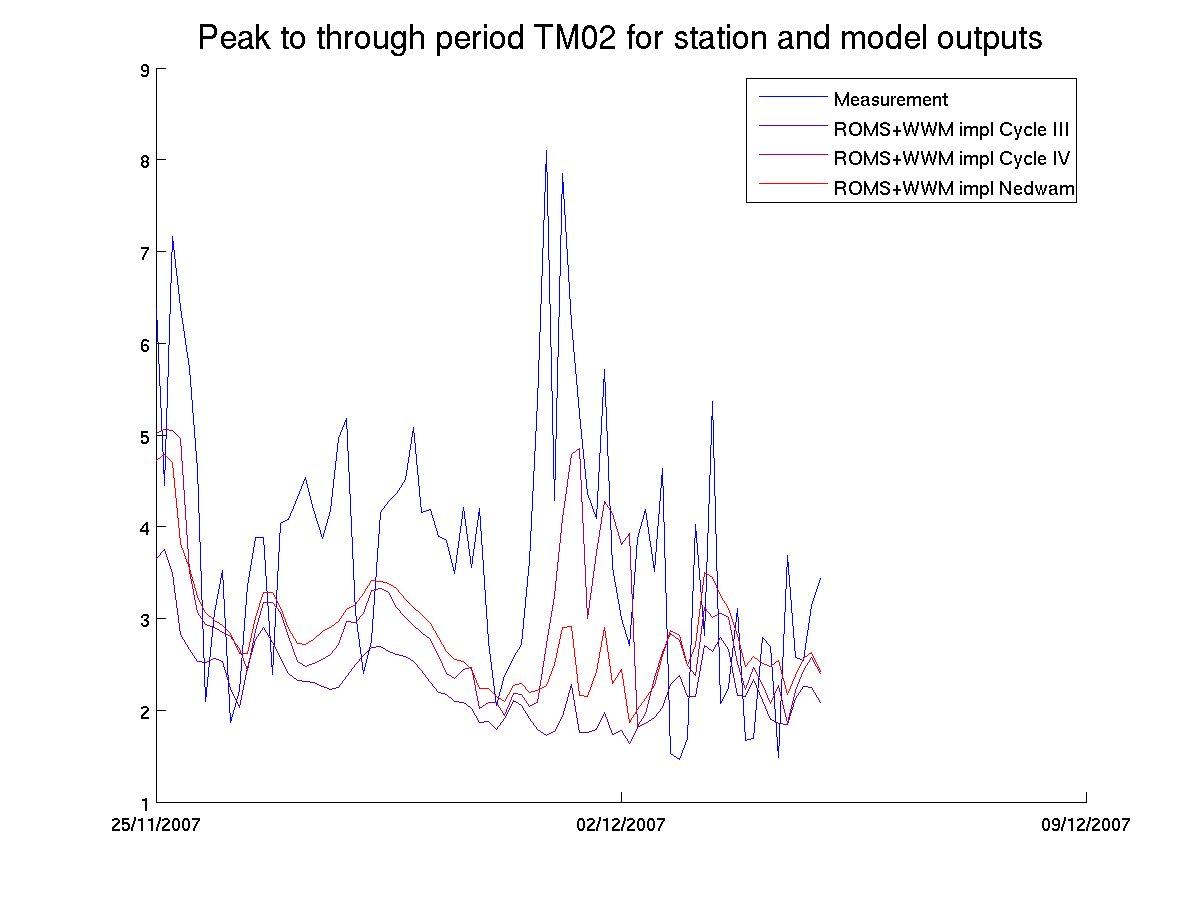 Peak to through period TM02 for station and model outputs
9
Measurement
ROMS+WWM impl Cycle III
ROMS+WWM impl Cycle IV
ROMS+WWM impl Nedwam
8
7
6
5
4
3
2
1
25/11/2007 02/12/2007 09/12/2007